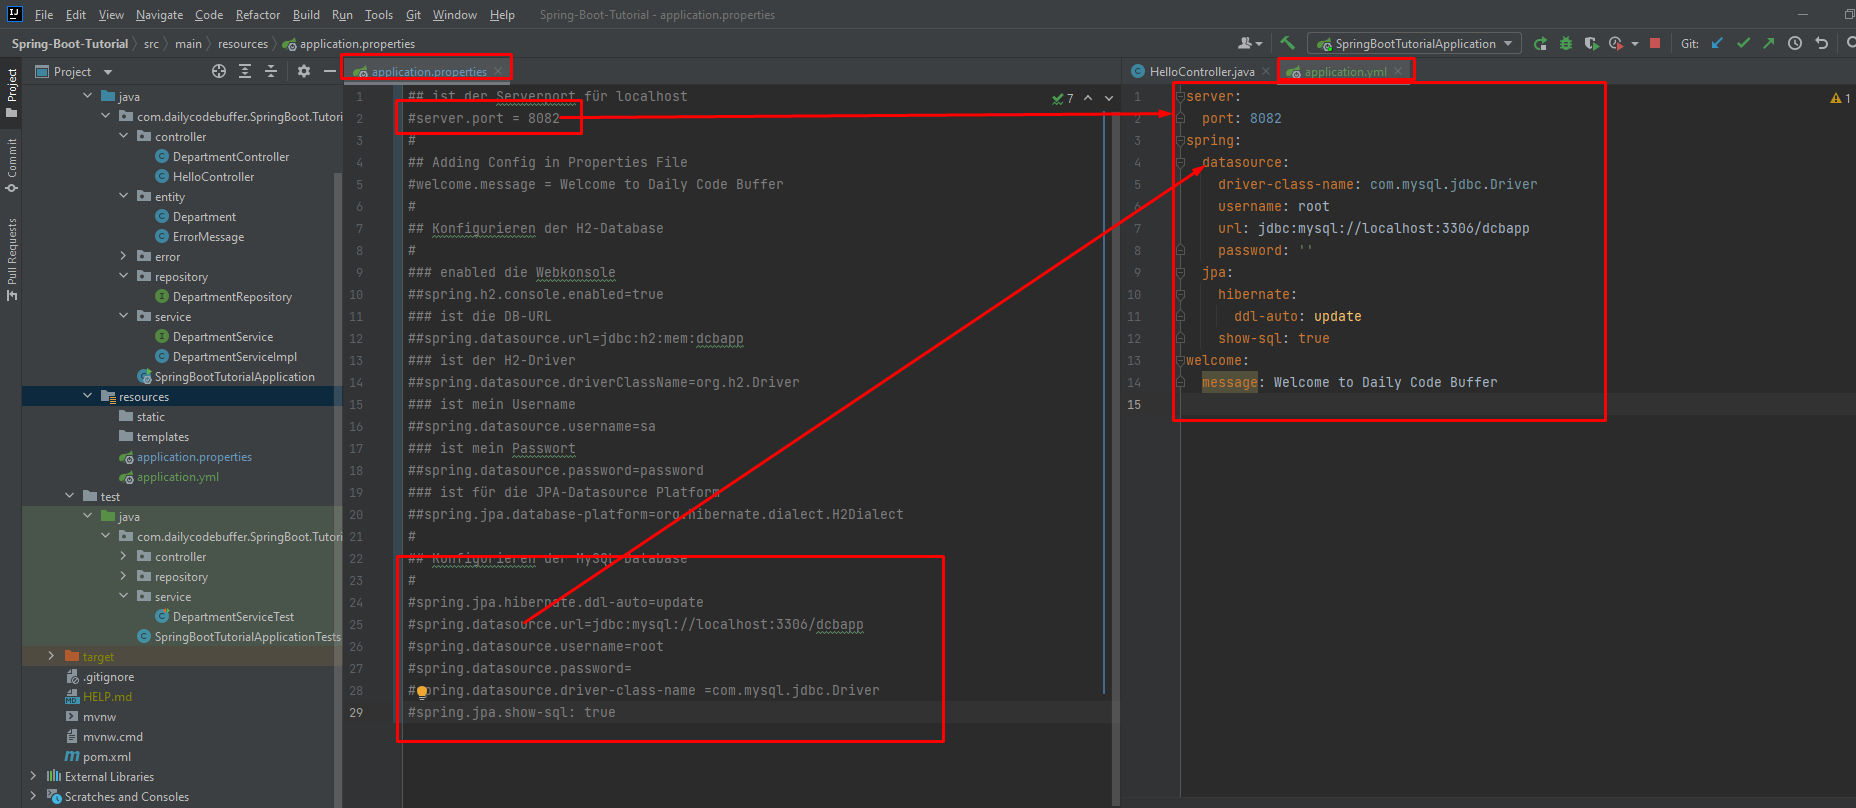 File Edit View Navigate Code Refactor Build Run Tools Git Window Help Spring-Boot-Tutorial - application.properties
Spring-Boot-Tutorial src main resources application.properties
SpringBootTutorialApplication Git:
Project
Commit
Pull Requests
Project
java
com.dailycodebuffer.SpringBoot.Tutori
controller
DepartmentController
HelloController
entity
Department
ErrorMessage
error
repository
DepartmentRepository
service
DepartmentService
DepartmentServiceImpl
SpringBootTutorialApplication
resources
static
templates
application.properties
application.yml
test
java
com.dailycodebuffer.SpringBoot.Tutori
controller
repository
service
DepartmentServiceTest
SpringBootTutorialApplicationTests
target
.gitignore
HELP.md
mvnw
mvnw.cmd
pom.xml
External Libraries
Scratches and Consoles
application.properties
7
1 ## ist der Serverport für localhost
2 #server.port = 8082
3 #
4 ## Adding Config in Properties File
5 #welcome.message = Welcome to Daily Code Buffer
6 #
7 ## Konfigurieren der H2-Database
8 #
9 ### enabled die Webkonsole
10 ##spring.h2.console.enabled=true
11 ### ist die DB-URL
12 ##spring.datasource.url=jdbc:h2:mem:dcbapp
13 ### ist der H2-Driver
14 ##spring.datasource.driverClassName=org.h2.Driver
15 ### ist mein Username
16 ##spring.datasource.username=sa
17 ### ist mein Passwort
18 ##spring.datasource.password=password
19 ### ist für die JPA-Datasource Platform
20 ##spring.jpa.database-platform=org.hibernate.dialect.H2Dialect
21 #
22 ## Konfigurieren der MySQL-Database
23 #
24 #spring.jpa.hibernate.ddl-auto=update
25 #spring.datasource.url=jdbc:mysql://localhost:3306/dcbapp
26 #spring.datasource.username=root
27 #spring.datasource.password=
28 #spring.datasource.driver-class-name =com.mysql.jdbc.Driver
29 #spring.jpa.show-sql: true
HelloController.java application.yml
1
1 server:
2 port: 8082
3 spring:
4 datasource:
5 driver-class-name: com.mysql.jdbc.Driver
6 username: root
7 url: jdbc:mysql://localhost:3306/dcbapp
8 password: ''
9 jpa:
10 hibernate:
11 ddl-auto: update
12 show-sql: true
13 welcome:
14 message: Welcome to Daily Code Buffer
15